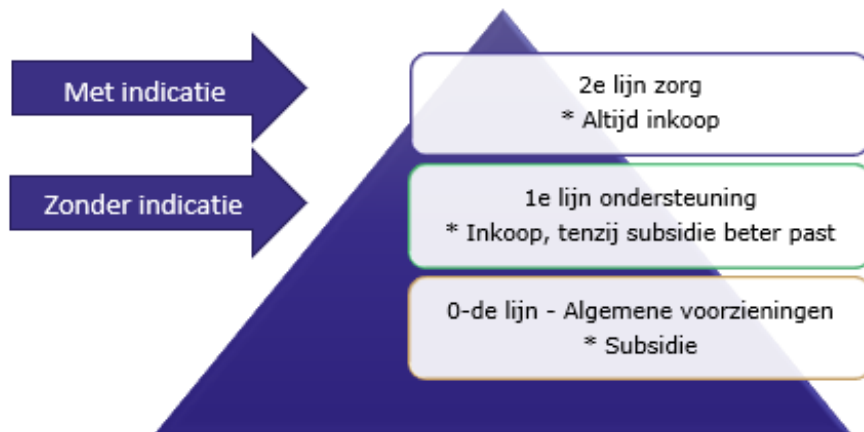 Met indicatie
2e lijn zorg
* Altijd inkoop
Zonder indicatie
1e lijn ondersteuning
* Inkoop, tenzij subsidie beter past
0-de lijn - Algemene voorzieningen
* Subsidie